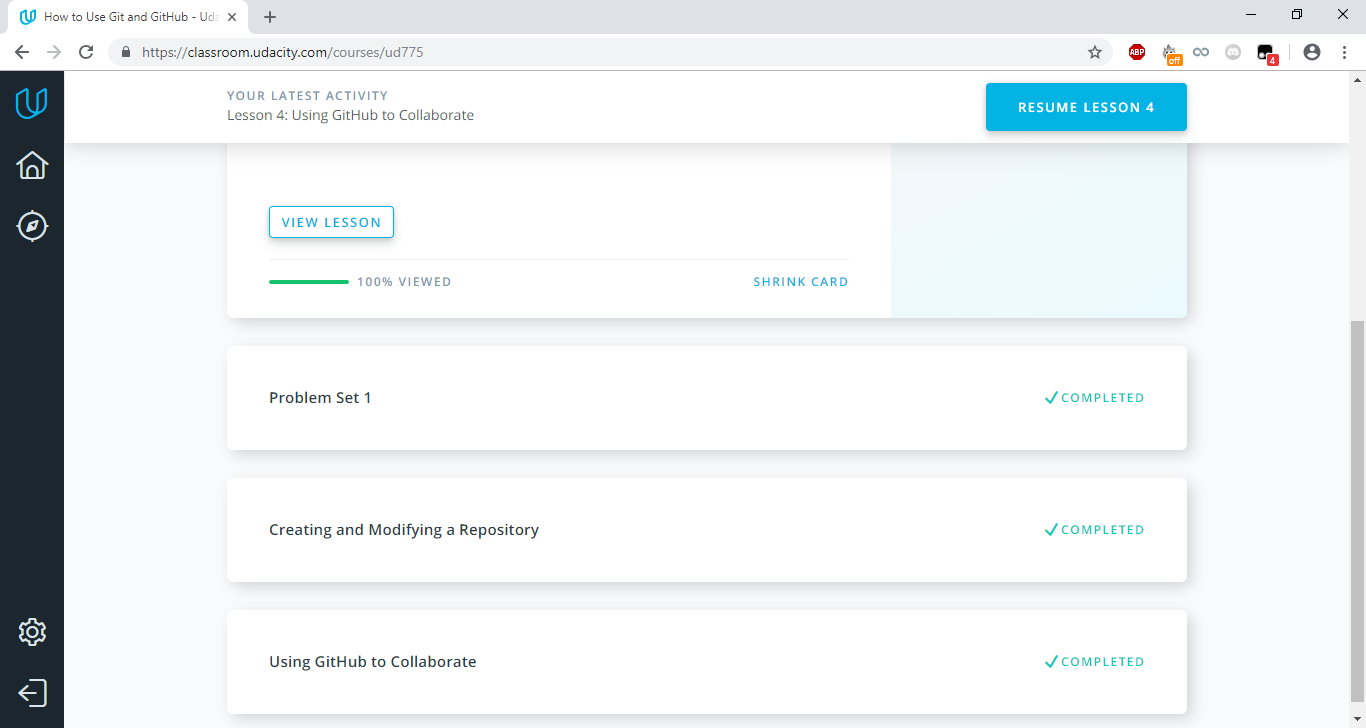 How to Use Git and GitHub - Uda
https://classroom.udacity.com/courses/ud775
ABP
off
4
YOUR LATEST ACTIVITY
Lesson 4: Using GitHub to Collaborate
RESUME LESSON 4
VIEW LESSON
100% VIEWED
SHRINK CARD
Problem Set 1
COMPLETED
Creating and Modifying a Repository
COMPLETED
Using GitHub to Collaborate
COMPLETED